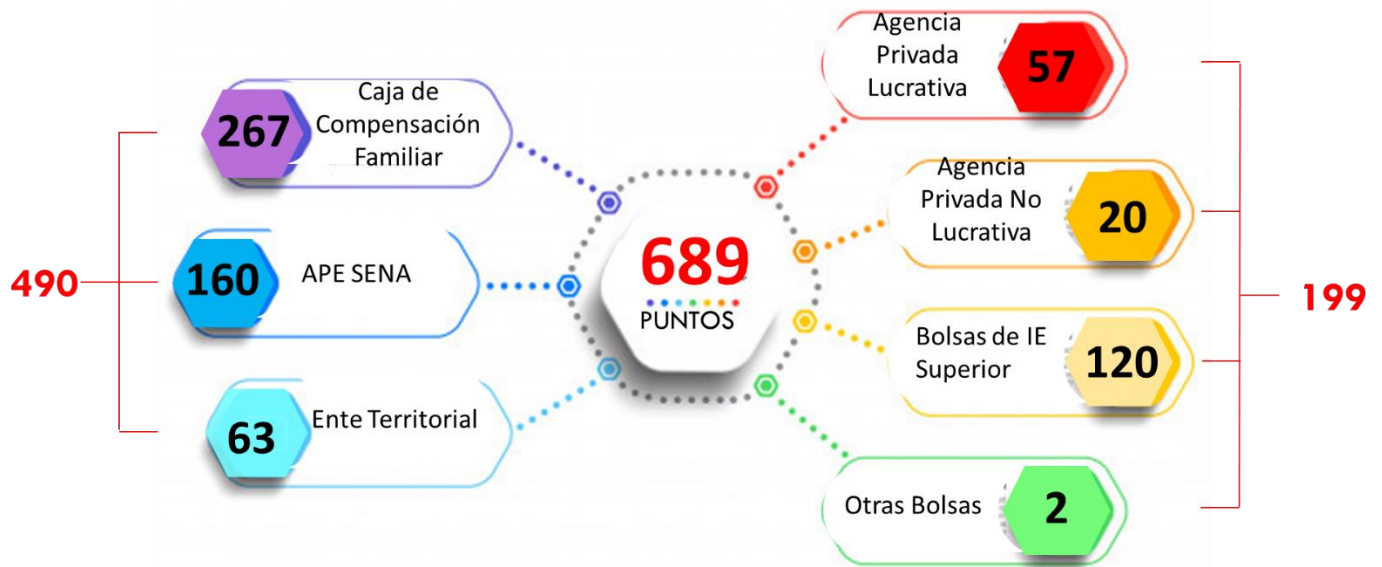 490
267
Caja de
Compensación
Familiar
160
APE SENA
63
Ente Territorial
689
PUNTOS
Agencia
Privada
Lucrativa
57
Agencia
Privada No
Lucrativa
20
Bolsas de IE
Superior
120
Otras Bolsas
2
199